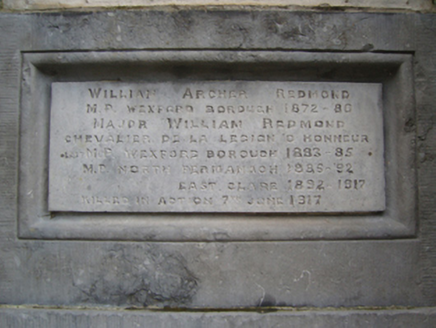 WILLIAM ARCHER REDMOND
M.P. WEXFORD BOROUGH 1872-80
MAJOR WILLIAM REDMOND
CHEVALIER DE LA LEGION D HONNEUR
M.P. WEXFORD BOROUGH 1883-85
M.P. NORTH FERMANAGH 1885-92
EAST CLARE 1892-1917
KILLED IN ACTION 7TH JUNE 1917